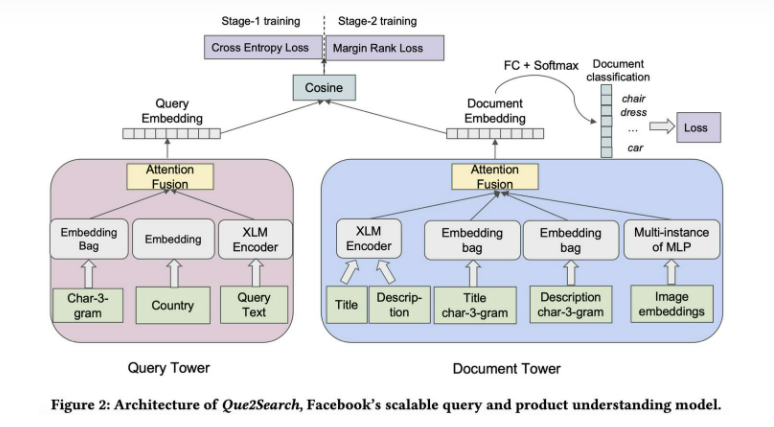 Stage-1 training
Stage-2 training
Cross Entropy Loss
Margin Rank Loss
Cosine
FC + Softmax
Document
classification
chair
dress
...
car
Loss
Query
Embedding
Document
Embedding
Attention
Fusion
Attention
Fusion
Embedding
Bag
Embedding
XLM
Encoder
XLM
Encoder
Embedding
bag
Embedding
bag
Multi-instance
of MLP
Char-3-
gram
Country
Query
Text
Title
Descrip-
tion
Title
char-3-gram
Description
char-3-gram
Image
embeddings
Query Tower
Document Tower
Figure 2: Architecture of Que2Search, Facebook's scalable query and product understanding model.